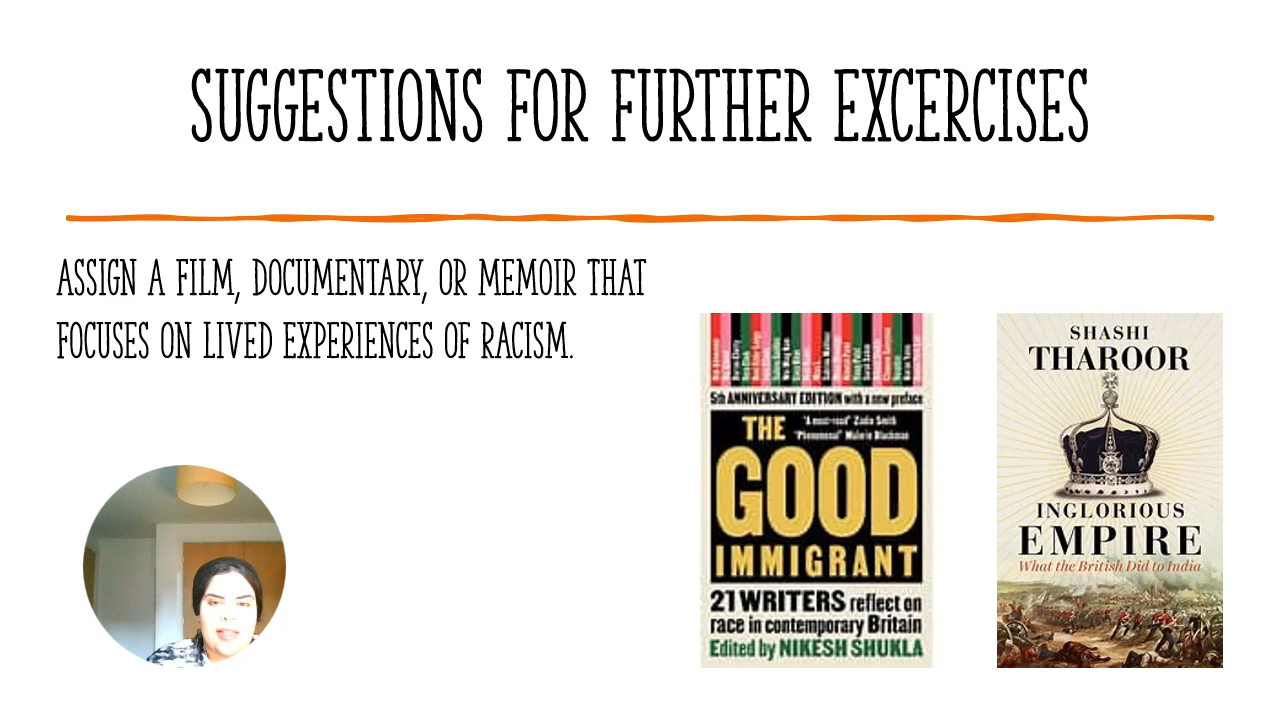 SUGGESTIONS FOR FURTHER EXCERCISES
ASSIGN A FILM, DOCUMENTARY, OR MEMOIR THAT
FOCUSES ON LIVED EXPERIENCES OF RACISM.
5th ANNIVERSARY EDITION with a new preface
THE
"A must-read" Zadie Smith
"Phenomenal" Malorie Blackman
GOOD
IMMIGRANT
21 WRITERS reflect on
race in contemporary Britain
Edited by NIKESH SHUKLA
SHASHI
THAROOR
INGLORIOUS
EMPIRE
What the British Did to India